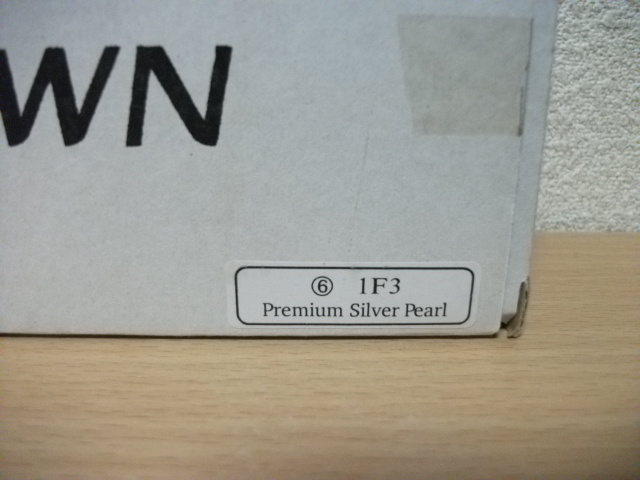 WN
⑥ 1F3
Premium Silver Pearl